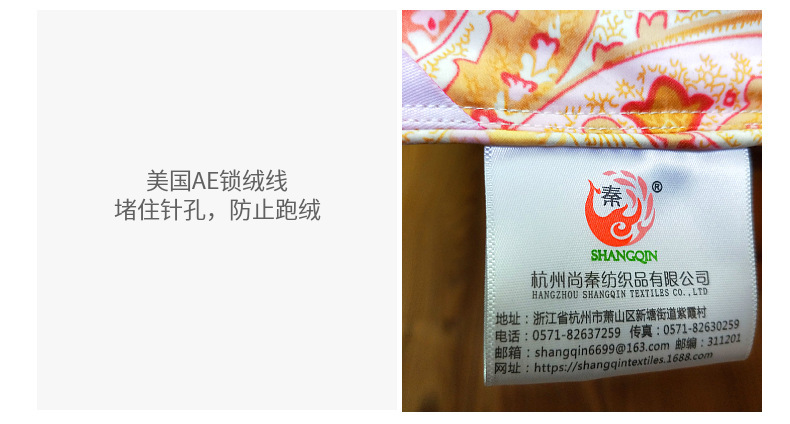 美国AE锁绒线
堵住针孔，防止跑绒
秦
®
SHANGQIN
杭州尚秦纺织品有限公司
HANGZHOU SHANGQIN TEXTILES CO.,LTD
地址：浙江省杭州市萧山区新塘街道紫霞村
电话：0571-82637259 传真：0571-82630259
邮箱：shangqin6699@163.com 邮编：311201
网址：https://shangqintextiles.1688.com